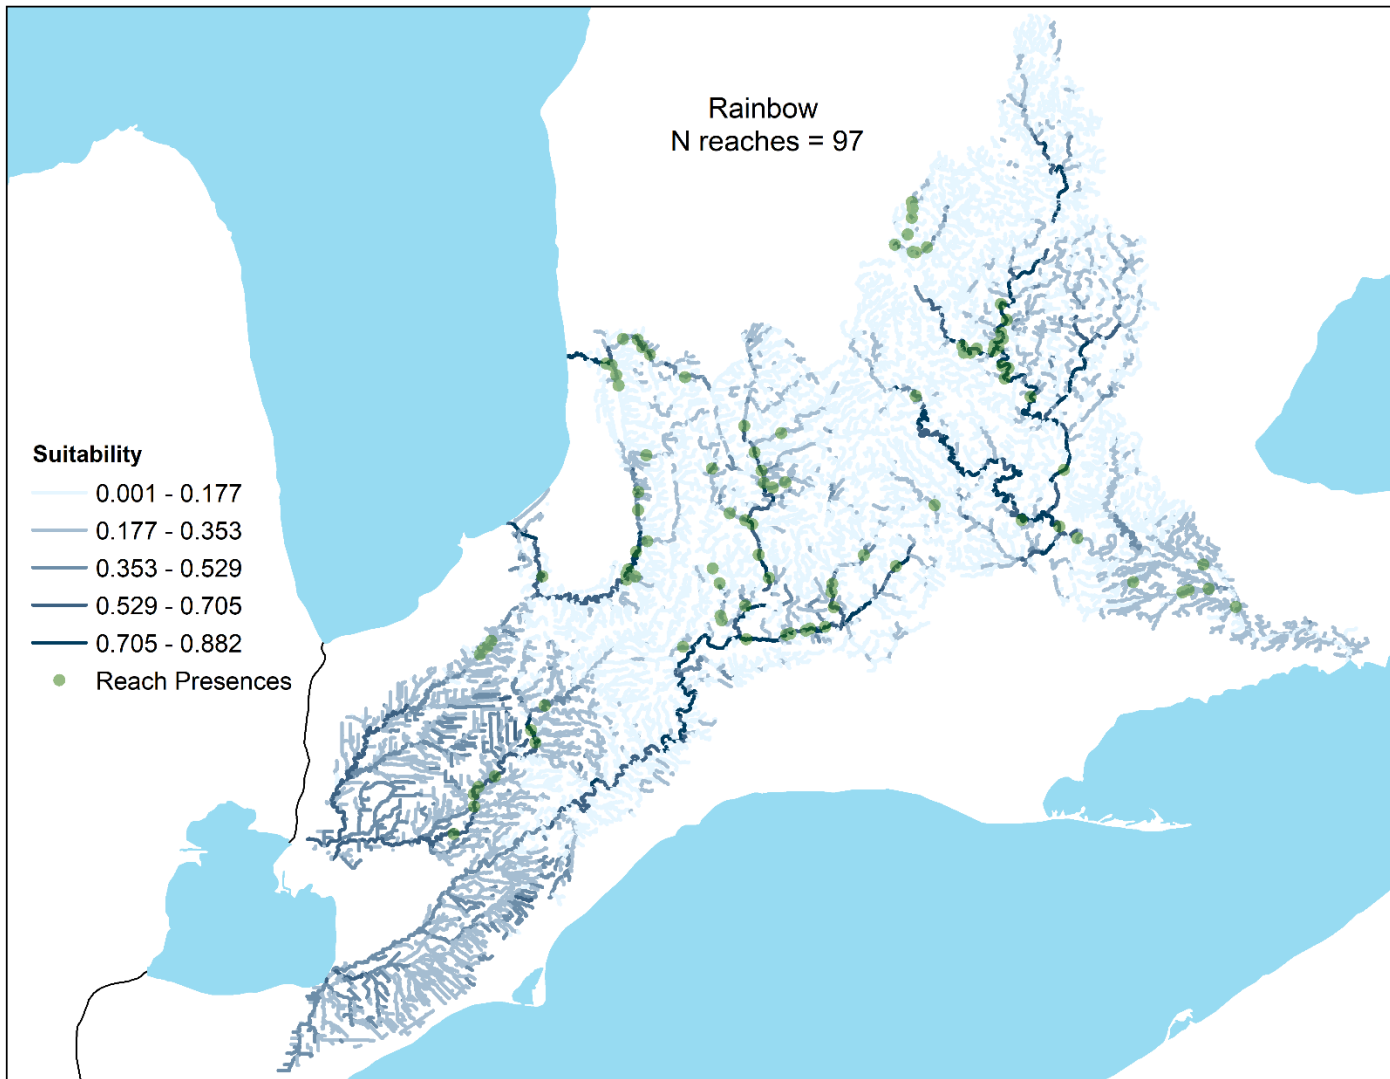 Rainbow
N reaches = 97
Suitability
0.001 - 0.177
0.177 - 0.353
0.353 - 0.529
0.529 - 0.705
0.705 - 0.882
Reach Presences